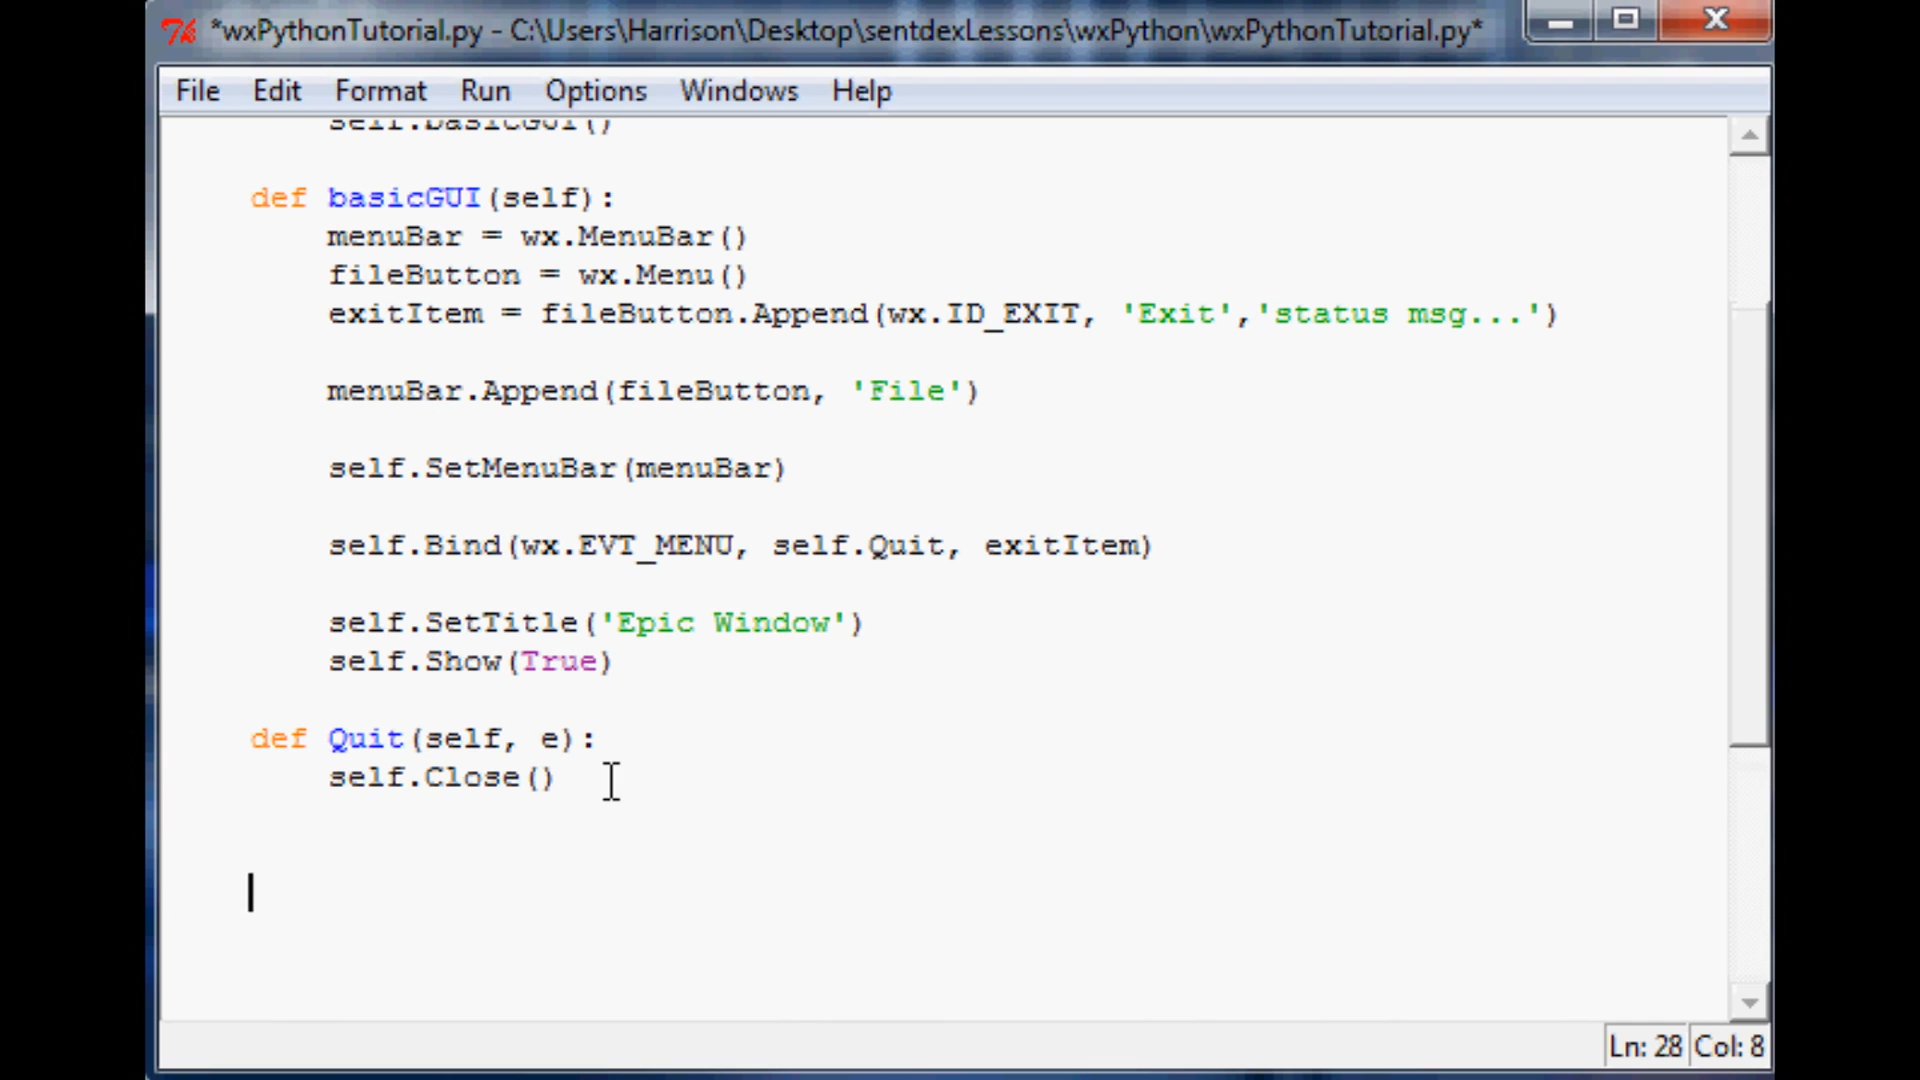 *wxPythonTutorial.py - C:\Users\Harrison\Desktop\sentdexLessons\wxPython\wxPythonTutorial.py*
File Edit Format Run Options Windows Help
self.basicGUI()
def basicGUI(self):
menuBar = wx.MenuBar()
fileButton = wx.Menu()
exitItem = fileButton.Append(wx.ID_EXIT, 'Exit','status msg...')
menuBar.Append(fileButton, 'File')
self.SetMenuBar(menuBar)
self.Bind(wx.EVT_MENU, self.Quit, exitItem)
self.SetTitle('Epic Window')
self.Show(True)
def Quit(self, e):
self.Close()
Ln: 28 Col: 8